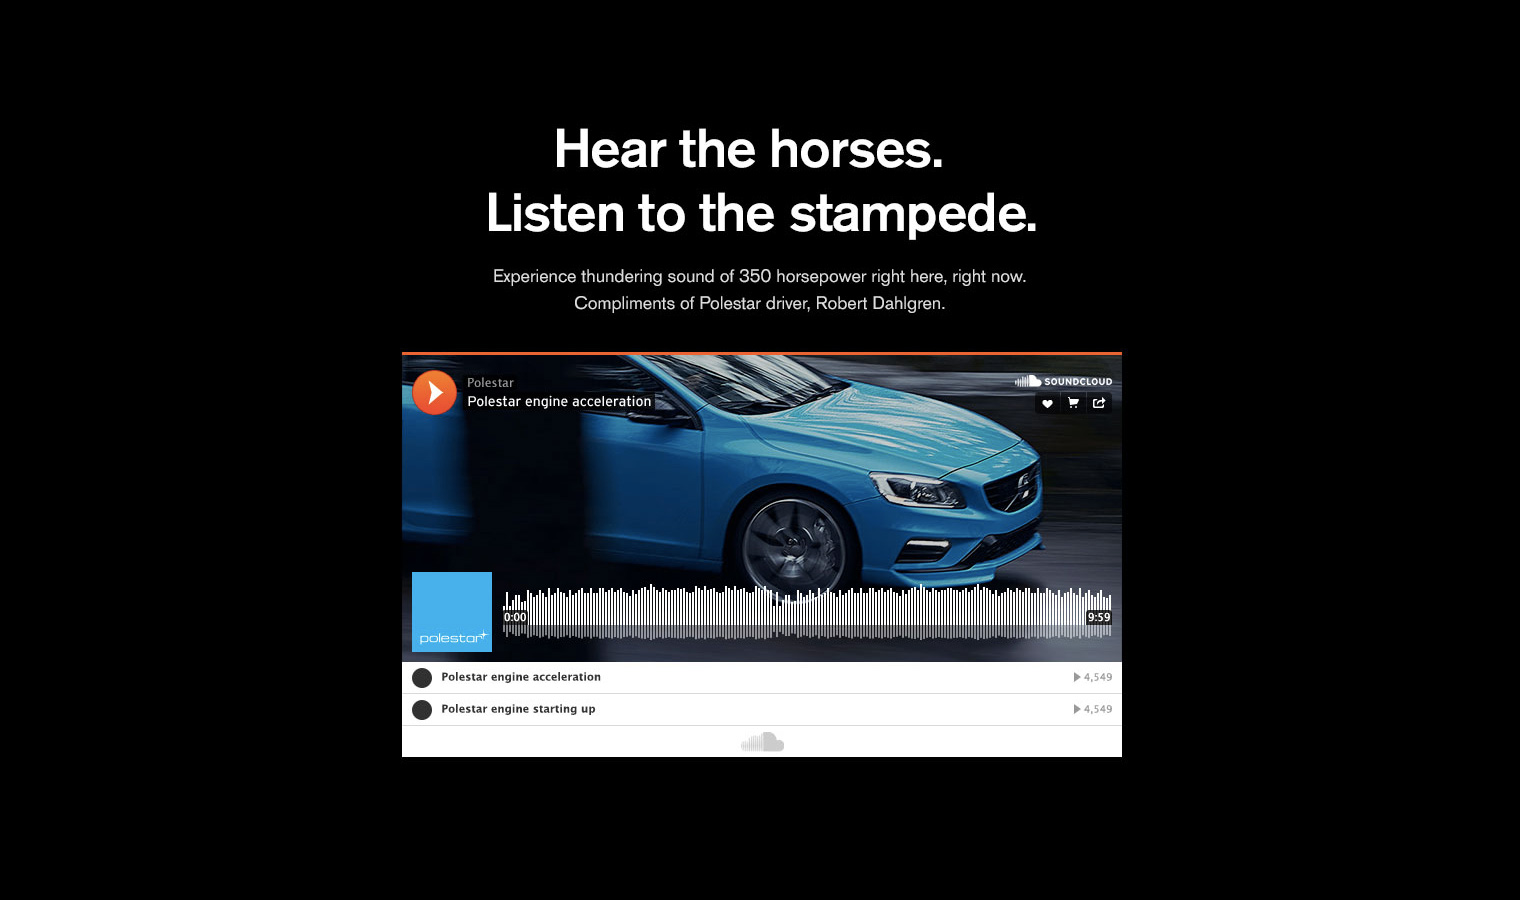 Hear the horses.
Listen to the stampede.
Experience thundering sound of 350 horsepower right here, right now.
Compliments of Polestar driver, Robert Dahlgren.
Polestar
Polestar engine acceleration
SOUNDCLOUD
0:00
9:59
polestar
Polestar engine acceleration
4,549
Polestar engine starting up
4,549